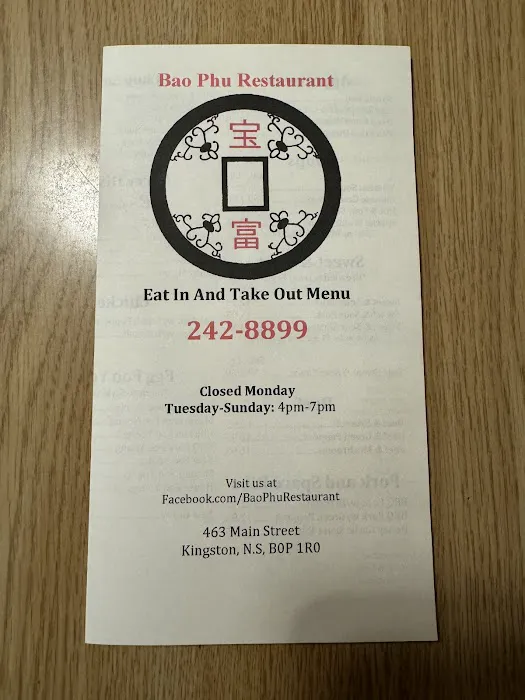 Bao Phu Restaurant
宝
富
Eat In And Take Out Menu
242-8899
Closed Monday
Tuesday-Sunday: 4pm-7pm
Visit us at
Facebook.com/BaoPhuRestaurant
463 Main Street
Kingston, N.S, B0P 1R0